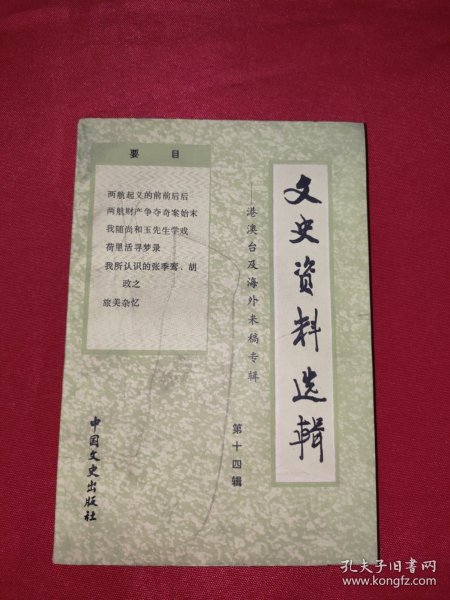 文史资料选辑
——港澳台及海外来稿专辑
第十四辑
要目
两航起义的前前后后
两航财产争夺奇案始末
我随尚和玉先生学戏
荷里活寻梦录
我所认识的张季鸾、胡
政之
旅美杂忆
中国文史出版社
孔夫子旧书网
www.kongfz.com